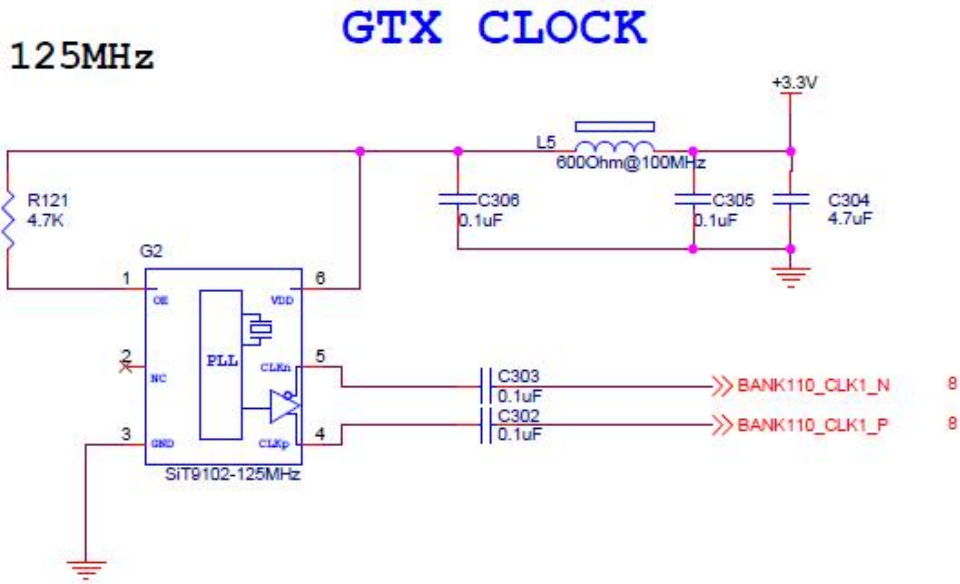 GTX CLOCK
125MHz
+3.3V
L5
600Ohm@100MHz
R121
4.7K
C306
0.1uF
C305
0.1uF
C304
4.7uF
G2
1
6
OE
VDD
2
5
PLL
CLKn
NC
C303
0.1uF
BANK110_CLK1_N
8
3
4
GND
CLKp
C302
0.1uF
BANK110_CLK1_P
8
SiT9102-125MHz